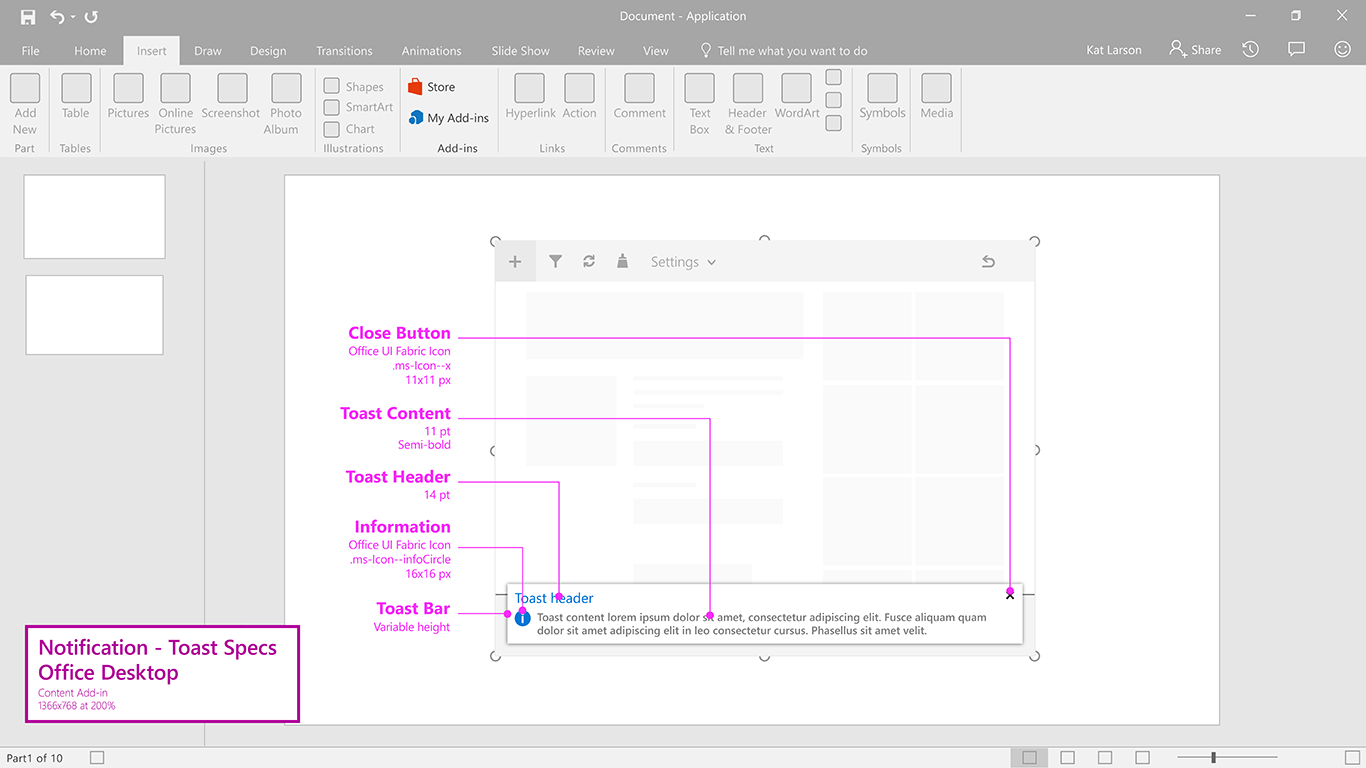 Document - Application
File Home Insert Draw Design Transitions Animations Slide Show Review View Tell me what you want to do Kat Larson Share
Add
New
Part
Table
Tables
Pictures
Online
Pictures
Screenshot
Photo
Album
Images
Shapes
SmartArt
Chart
Illustrations
Store
My Add-ins
Add-ins
Hyperlink
Action
Links
Comment
Comments
Text
Box
Header
& Footer
WordArt
Text
Symbols
Symbols
Media
Settings
Close Button
Office UI Fabric Icon
.ms-Icon--x
11x11 px
Toast Content
11 pt
Semi-bold
Toast Header
14 pt
Information
Office UI Fabric Icon
.ms-Icon--infoCircle
16x16 px
Toast Bar
Variable height
Toast header
Toast content lorem ipsum dolor sit amet, consectetur adipiscing elit. Fusce aliquam quam
dolor sit amet adipiscing elit in leo consectetur cursus. Phasellus sit amet velit.
Notification - Toast Specs
Office Desktop
Content Add-in
1366x768 at 200%
Part1 of 10